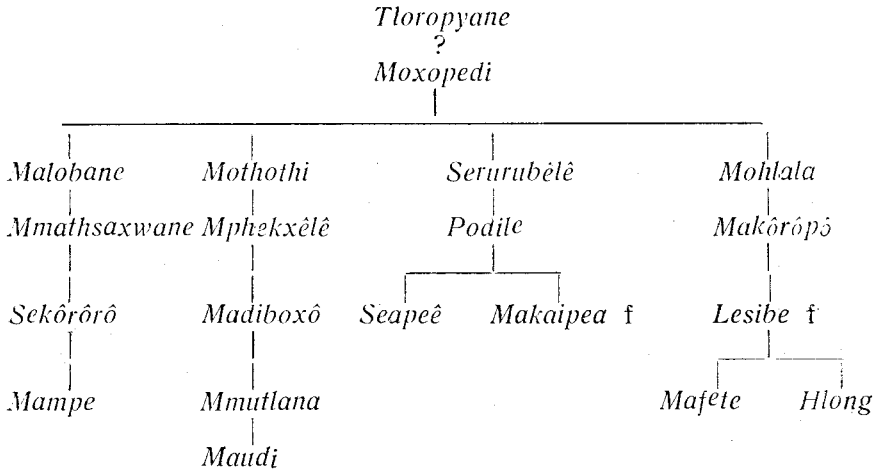 Tloropyane
?
Moxopedi
Malobane Mothothi Serurubêlê Mohlala
Mmathsaxwane Mphekxêlê Podile Makôrôpô
Sekôrôrô Madiboxô Seapeê Makaipea f Lesibe f
Mampe Mmutlana Mafete Hlong
Maudi